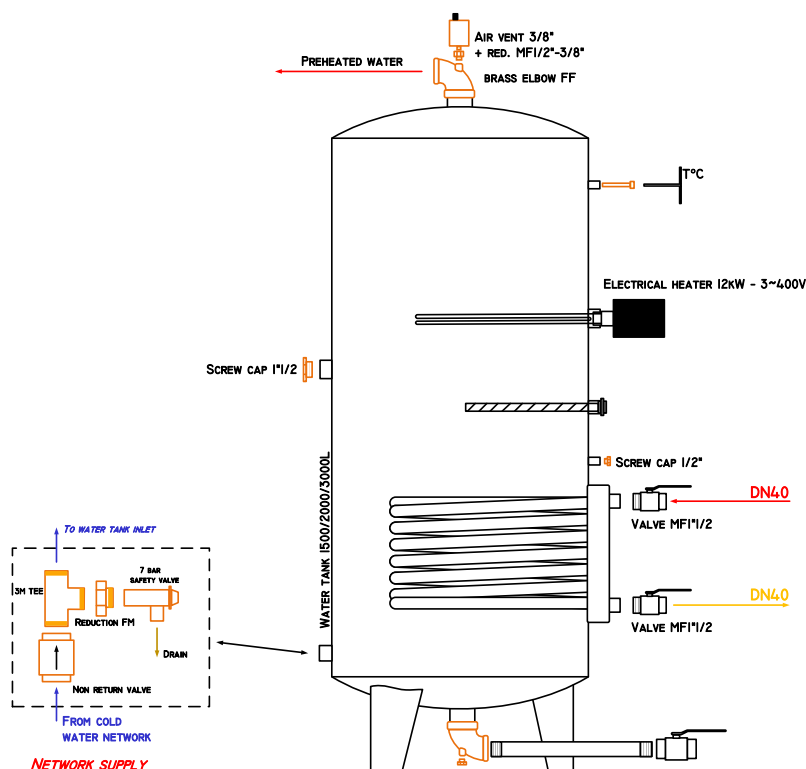 Air vent 3/8"
+ red. MF1/2"-3/8"
Preheated water
brass elbow FF
T°C
Electrical heater 12kW - 3~400V
Screw cap 1"1/2
Screw cap 1/2"
DN40
Valve MF1"1/2
Water tank 1500/2000/3000L
DN40
Valve MF1"1/2
To water tank inlet
7 bar
safety valve
3M tee
Reduction FM
Drain
Non return valve
From cold
water network
Network supply